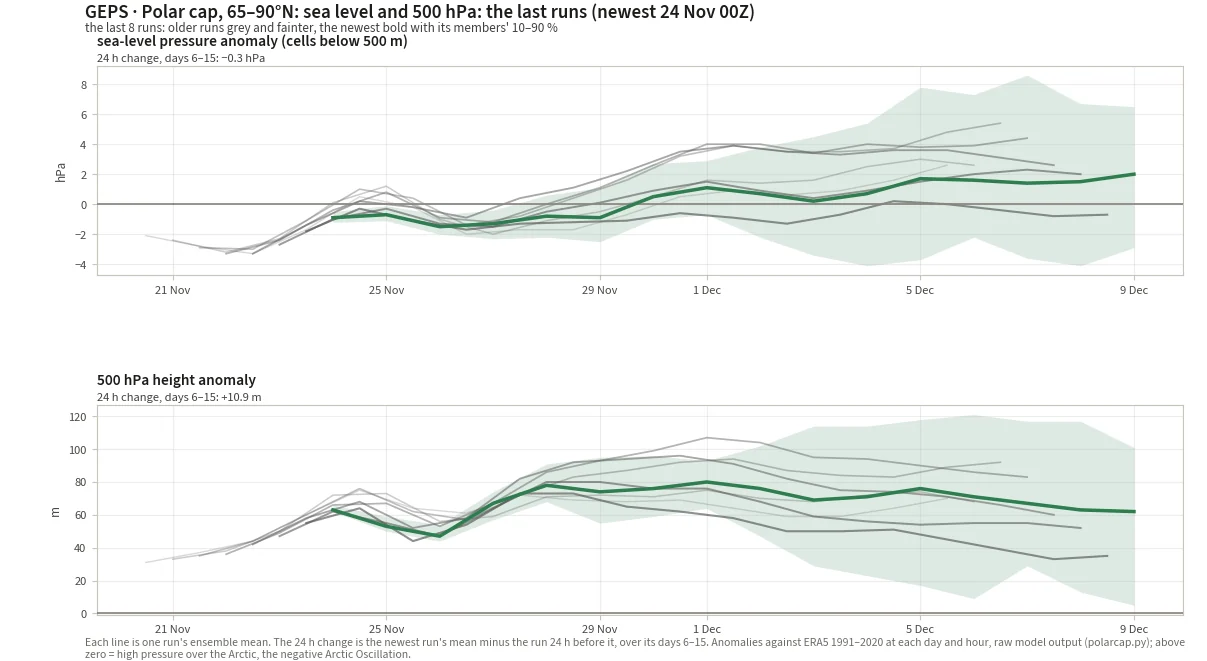 GEPS · Polar cap, 65–90°N: sea level and 500 hPa: the last runs (newest 24 Nov 00Z)
the last 8 runs: older runs grey and fainter, the newest bold with its members' 10–90 %
sea-level pressure anomaly (cells below 500 m)
24 h change, days 6–15: −0.3 hPa
8
6
4
2
0
−2
−4
hPa
21 Nov
25 Nov
29 Nov
1 Dec
5 Dec
9 Dec
500 hPa height anomaly
24 h change, days 6–15: +10.9 m
120
100
80
60
40
20
0
m
21 Nov
25 Nov
29 Nov
1 Dec
5 Dec
9 Dec
Each line is one run's ensemble mean. The 24 h change is the newest run's mean minus the run 24 h before it, over its days 6–15. Anomalies against ERA5 1991–2020 at each day and hour, raw model output (polarcap.py); above
zero = high pressure over the Arctic, the negative Arctic Oscillation.